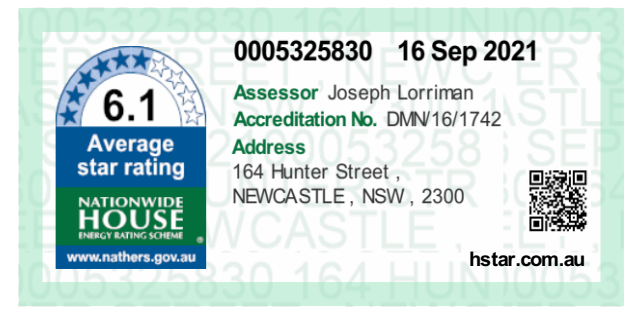 0005325830 16 Sep 2021
Assessor Joseph Lorriman
Accreditation No. DMN/16/1742
Address
164 Hunter Street ,
NEWCASTLE , NSW , 2300
hstar.com.au
6.1
Average
star rating
NATIONWIDE
HOUSE
ENERGY RATING SCHEME ®
www.nathers.gov.au